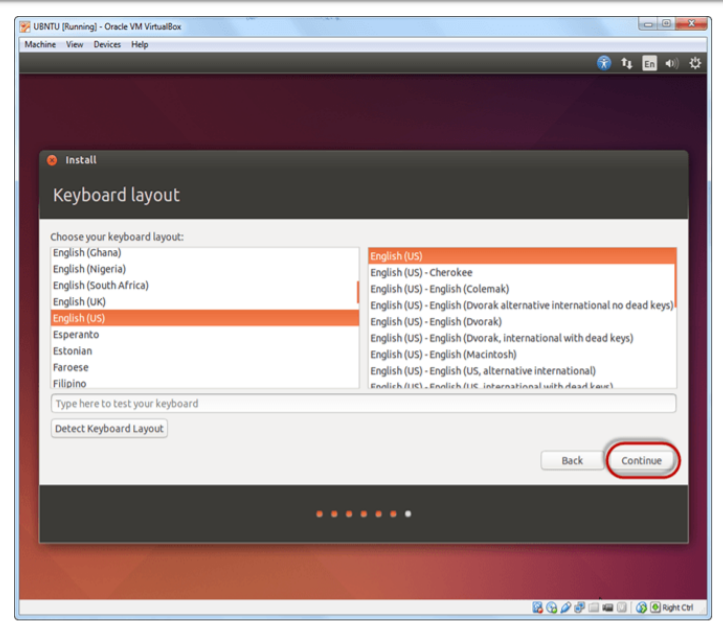 UBNTU [Running] - Oracle VM VirtualBox
Machine View Devices Help
En
Install
Keyboard layout
Choose your keyboard layout:
English (Ghana)
English (Nigeria)
English (South Africa)
English (UK)
English (US)
Esperanto
Estonian
Faroese
Filipino
English (US)
English (US) - Cherokee
English (US) - English (Colemak)
English (US) - English (Dvorak alternative international no dead keys)
English (US) - English (Dvorak)
English (US) - English (Dvorak, international with dead keys)
English (US) - English (Macintosh)
English (US) - English (US, alternative international)
English (US) - English (US, international with dead keys)
Type here to test your keyboard
Detect Keyboard Layout
Back Continue
Right Ctrl